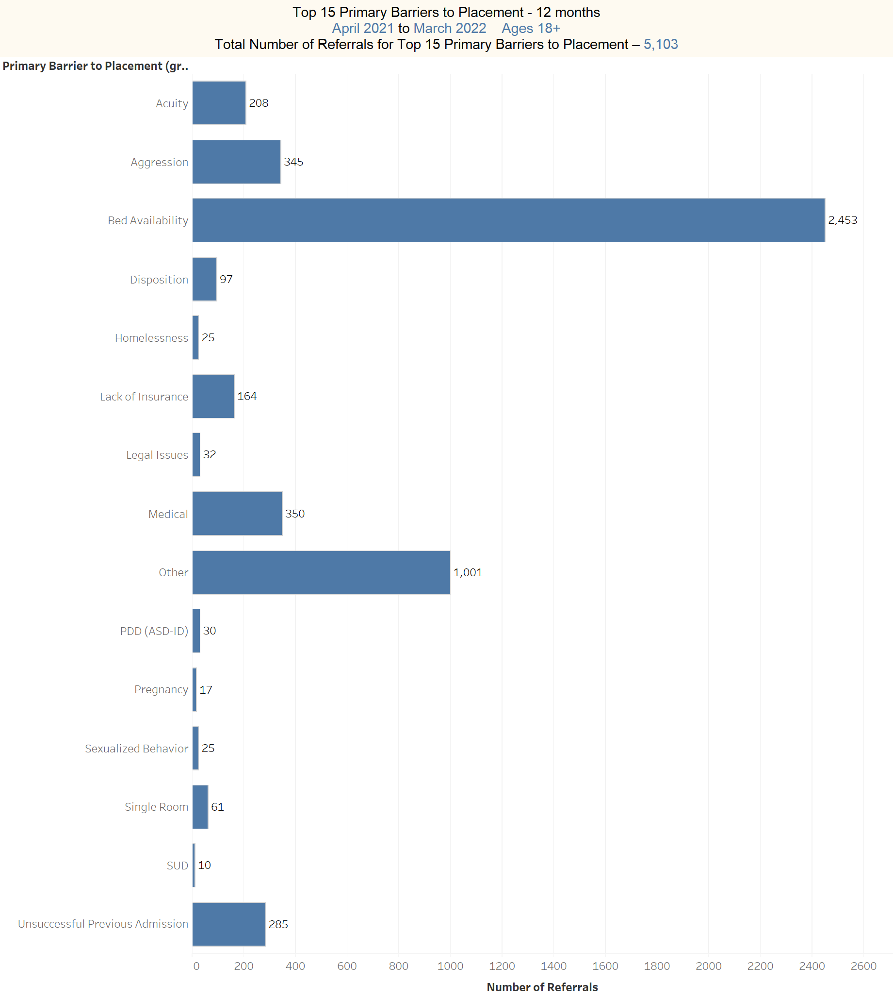 Top 15 Primary Barriers to Placement - 12 months
April 2021 to March 2022 Ages 18+
Total Number of Referrals for Top 15 Primary Barriers to Placement – 5,103
Primary Barrier to Placement (gr..
Acuity 208
Aggression 345
Bed Availability 2,453
Disposition 97
Homelessness 25
Lack of Insurance 164
Legal Issues 32
Medical 350
Other 1,001
PDD (ASD-ID) 30
Pregnancy 17
Sexualized Behavior 25
Single Room 61
SUD 10
Unsuccessful Previous Admission 285
0 200 400 600 800 1000 1200 1400 1600 1800 2000 2200 2400 2600
Number of Referrals